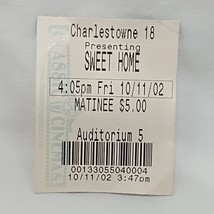 Charlestowne 18
Presenting
SWEET HOME
4:05pm Fri 10/11/02
MATINEE $5.00
Auditorium 5
00133055040004
10/11/02 3:47pm